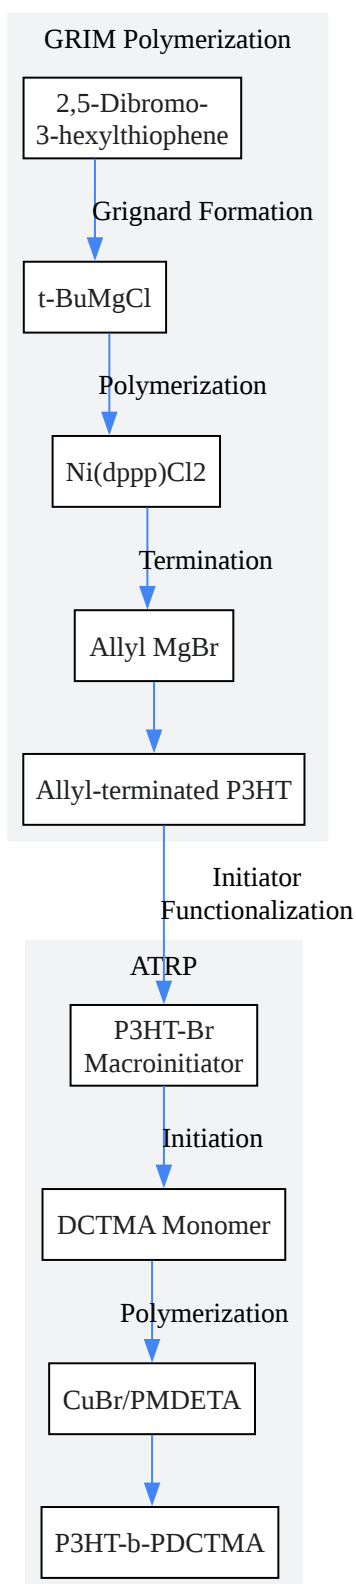 GRIM Polymerization
2,5-Dibromo-
3-hexylthiophene
Grignard Formation
t-BuMgCl
Polymerization
Ni(dppp)Cl2
Termination
Allyl MgBr
Allyl-terminated P3HT
Initiator
Functionalization
ATRP
P3HT-Br
Macroinitiator
Initiation
DCTMA Monomer
Polymerization
CuBr/PMDETA
P3HT-b-PDCTMA